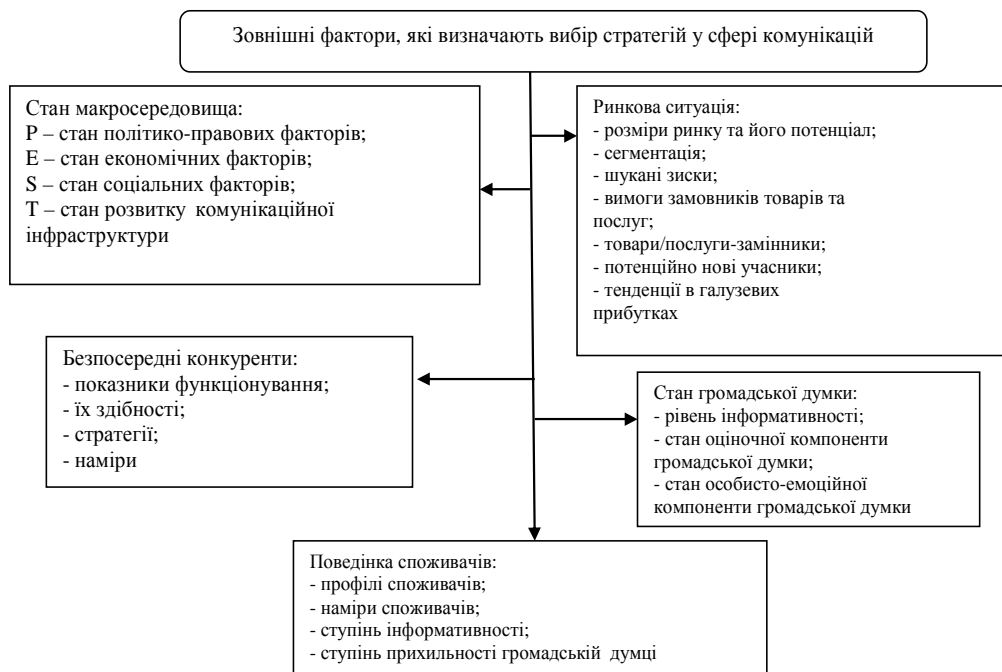 Зовнішні фактори, які визначають вибір стратегій у сфері комунікацій
Стан макросередовища:
P – стан політико-правових факторів;
E – стан економічних факторів;
S – стан соціальних факторів;
T – стан розвитку комунікаційної
інфраструктури
Ринкова ситуація:
- розміри ринку та його потенціал;
- сегментація;
- шукані зиски;
- вимоги замовників товарів та
послуг;
- товари/послуги-замінники;
- потенційно нові учасники;
- тенденції в галузевих
прибутках
Безпосередні конкуренти:
- показники функціонування;
- їх здібності;
- стратегії;
- наміри
Стан громадської думки:
- рівень інформативності;
- стан оціночної компоненти
громадської думки;
- стан особисто-емоційної
компоненти громадської думки
Поведінка споживачів:
- профілі споживачів;
- наміри споживачів;
- ступінь інформативності;
- ступінь прихильності громадській думці